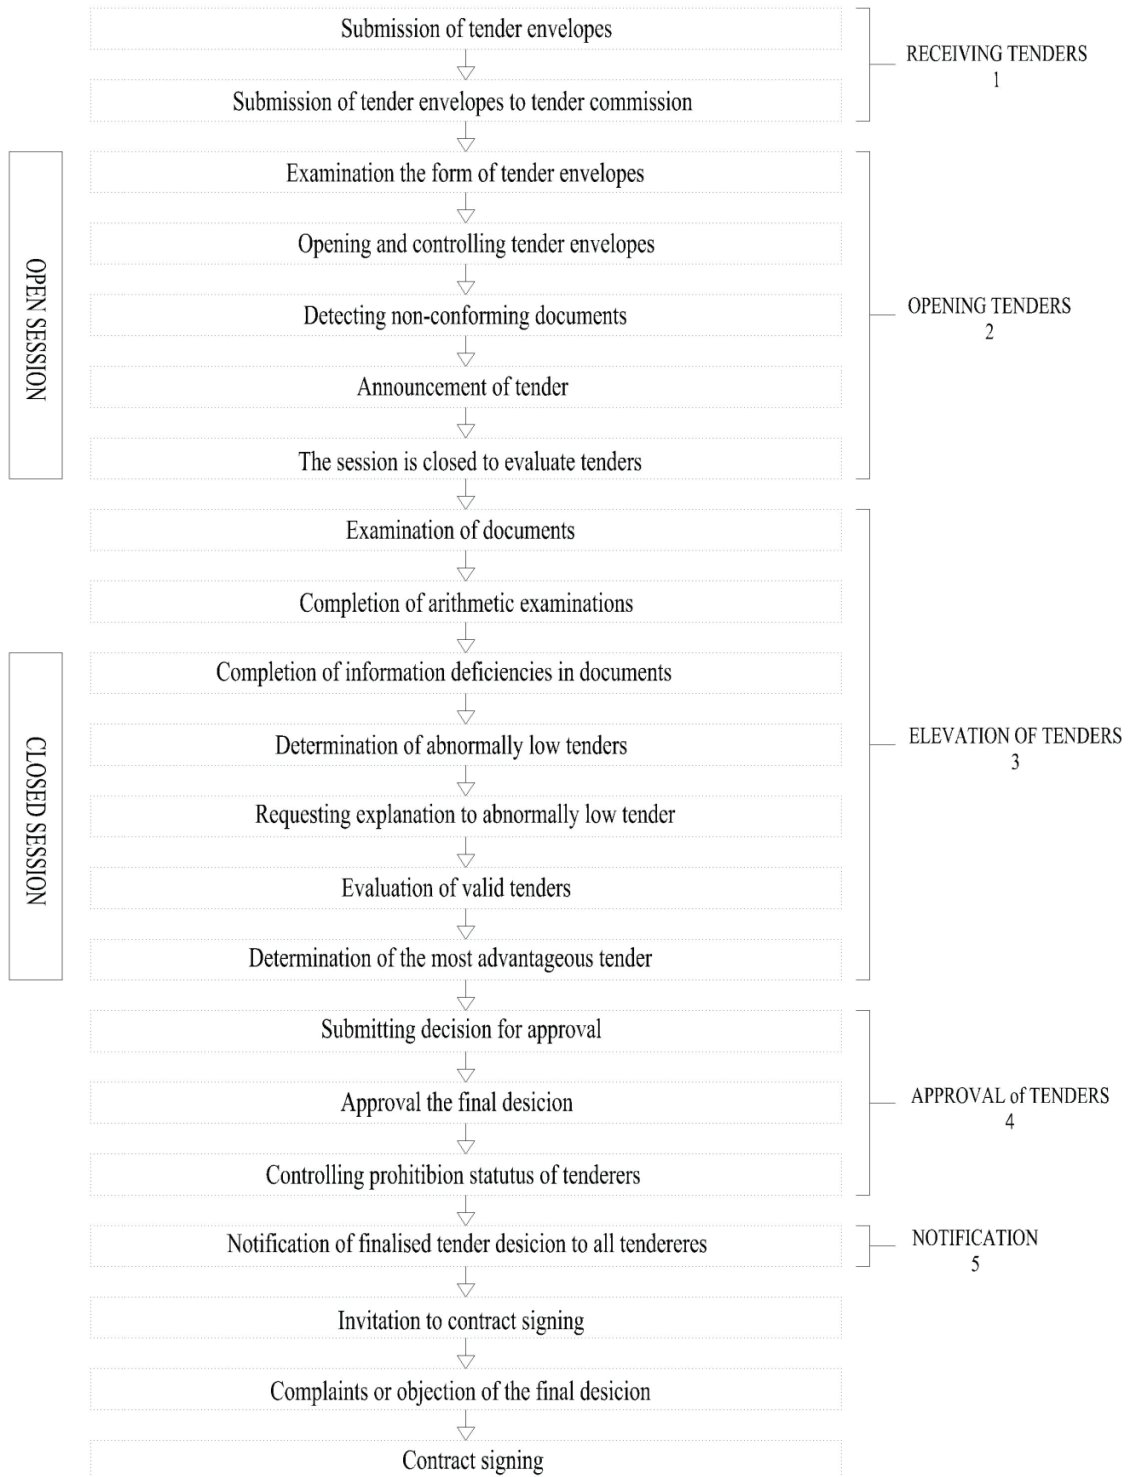 Submission of tender envelopes
Submission of tender envelopes to tender commission
RECEIVING TENDERS
1
OPEN SESSION
Examination the form of tender envelopes
Opening and controlling tender envelopes
Detecting non-conforming documents
Announcement of tender
The session is closed to evaluate tenders
OPENING TENDERS
2
Examination of documents
Completion of arithmetic examinations
CLOSED SESSION
Completion of information deficiencies in documents
Determination of abnormally low tenders
Requesting explanation to abnormally low tender
Evaluation of valid tenders
Determination of the most advantageous tender
ELEVATION OF TENDERS
3
Submitting decision for approval
Approval the final desicion
Controlling prohitibion statutus of tenderers
APPROVAL of TENDERS
4
Notification of finalised tender desicion to all tendereres
NOTIFICATION
5
Invitation to contract signing
Complaints or objection of the final desicion
Contract signing